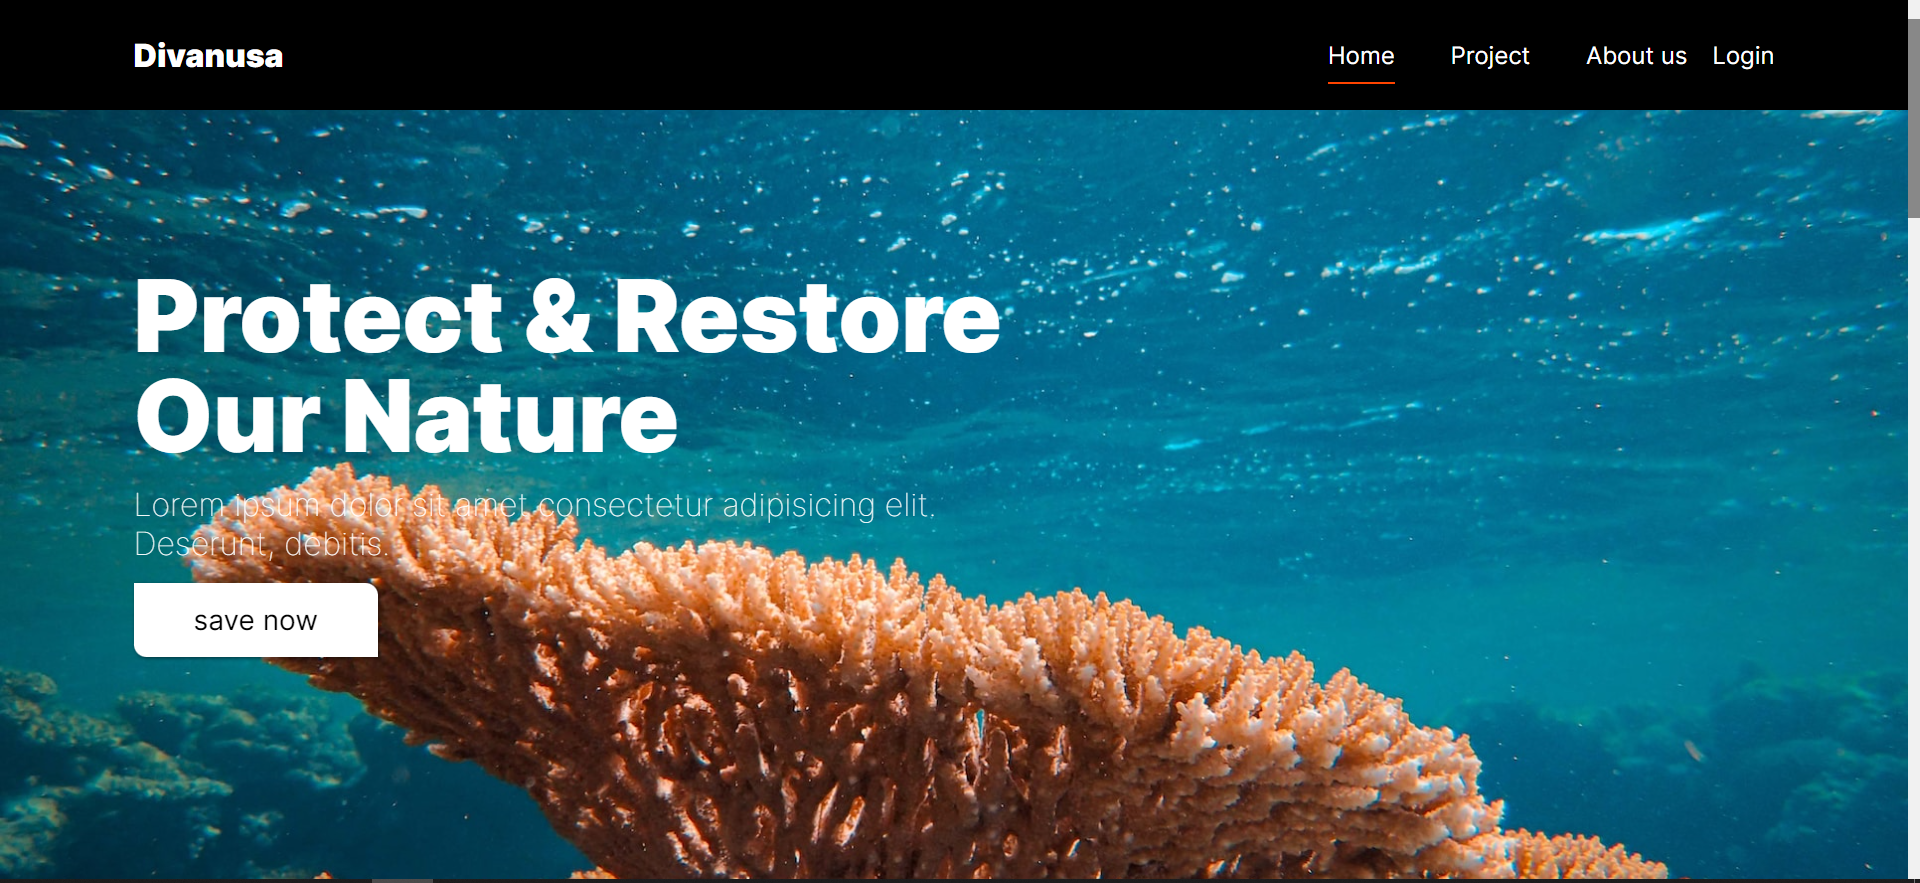 Divanusa
Home Project About us Login
Protect & Restore
Our Nature
Lorem ipsum dolor sit amet consectetur adipisicing elit.
Deserunt, debitis.
save now